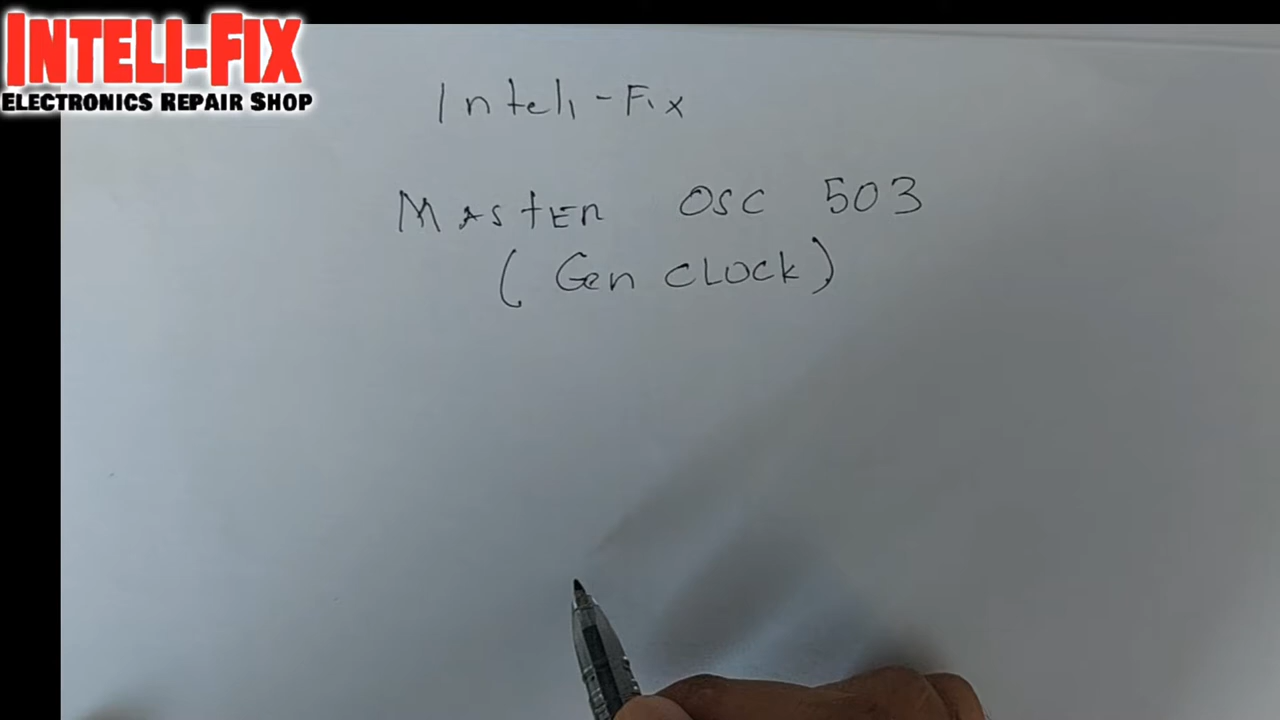 INTELI-FIX
ELECTRONICS REPAIR SHOP
Inteli-Fix
MASTER OSC 503
(Gen CLOCK)